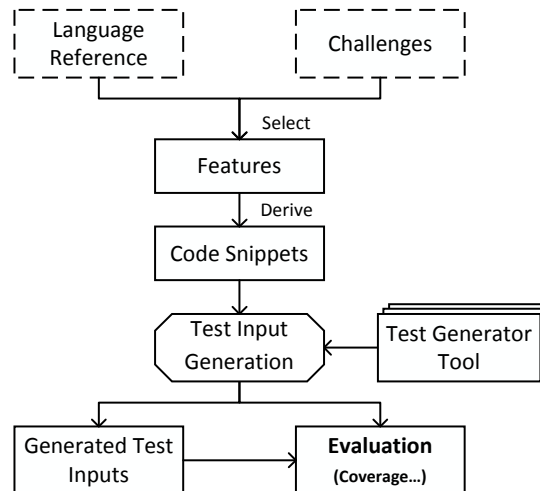 Language
Reference
Challenges
Select
Features
Derive
Code Snippets
Test Input
Generation
Test Generator
Tool
Generated Test
Inputs
Evaluation
(Coverage...)